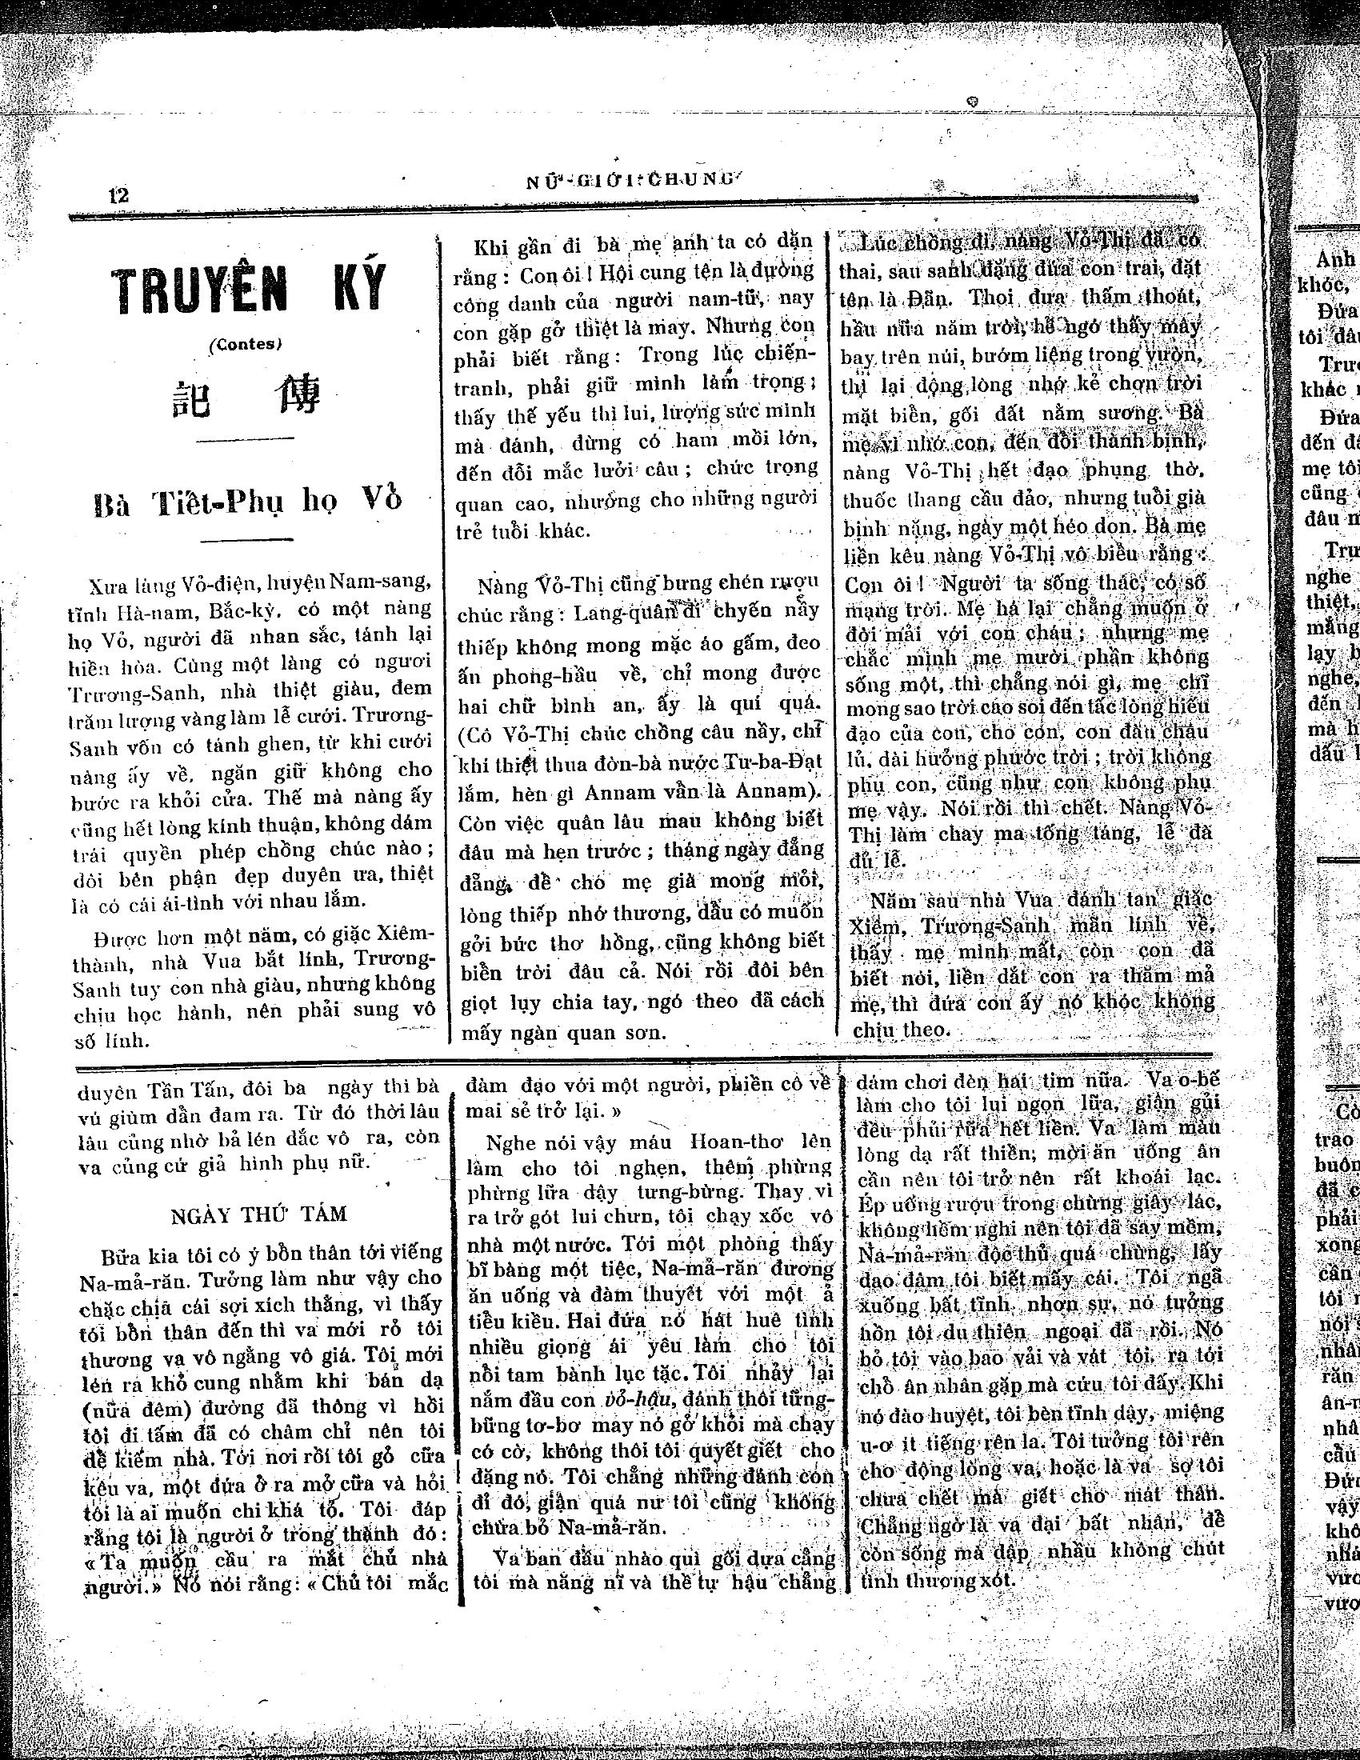 12
NỮ-GIỚI-CHUNG
TRUYỆN KÝ
(Contes)
記 傳
Bà Tiết-Phụ họ Vỏ
Xưa làng Vỏ-điện, huyện Nam-sang,
tỉnh Hà-nam, Bắc-kỳ, có một nàng
họ Vỏ, người đã nhan sắc, tánh lại
hiền hòa. Cùng một làng có ngươi
Trương-Sanh, nhà thiệt giàu, đem
trăm lượng vàng làm lễ cưới. Trương-
Sanh vốn có tánh ghen, từ khi cưới
nàng ấy về, ngăn giữ không cho
bước ra khỏi cửa. Thế mà nàng ấy
cũng hết lòng kính thuận, không dám
trái quyền phép chồng chúc nào;
dôi bên phận đẹp duyên ưa, thiệt
là có cái ái-tình với nhau lắm.
Được hơn một năm, có giặc Xiêm-
thành, nhà Vua bắt lính, Trương-
Sanh tuy con nhà giàu, nhưng không
chịu học hành, nên phải sung vô
số lính.
Khi gần đi bà mẹ anh ta có dặn
rằng: Con ôi! Hội cung tên là đường
công danh của người nam-tử, nay
con gặp gở thiệt là may. Nhưng con
phải biết rằng: Trong lúc chiến-
tranh, phải giữ mình làm trọng;
thấy thế yếu thì lui, lượng sức mình
mà đánh, đừng có ham mồi lớn,
đến đỗi mắc lưởi câu; chức trọng
quan cao, nhướng cho những người
trẻ tuổi khác.
Nàng Vỏ-Thị cũng bưng chén rượu
chúc rằng: Lang-quân đi chyến nầy
thiếp không mong mặc áo gấm, đeo
ấn phong-hầu về, chỉ mong được
hai chữ bình an, ấy là quí quá.
(Cô Vỏ-Thị chúc chồng câu nầy, chỉ
khi thiệt thua đòn-bà nước Tư-ba-Đạt
lắm, hèn gì Annam vẫn là Annam).
Còn việc quân lâu mau không biết
đâu mà hẹn trước; tháng ngày đẳng
đẳng, để cho mẹ già mong mỏi,
lòng thiếp nhớ thương, dầu có muốn
gởi bức thơ hồng, cũng không biết
biển trời đâu cả. Nói rồi đôi bên
giọt lụy chia tay, ngó theo đã cách
mấy ngàn quan sơn.
Lúc chồng đi, nàng Vỏ-Thị đã có
thai, sau sanh đặng đứa con trai, đặt
tên là Đãn. Thoi đưa thấm thoát,
hầu nữa năm trời, hễ ngó thấy mây
bay trên núi, bướm liệng trong vườn,
thì lại động lòng nhớ kẻ chơn trời
mặt biển, gối đất nằm sương. Bà
mẹ vì nhớ con, đến đổi thành bịnh,
nàng Vỏ-Thị hết đạo phụng thờ,
thuốc thang cầu đảo, nhưng tuổi già
bịnh nặng, ngày một héo don. Bà mẹ
liền kêu nàng Vỏ-Thị vô biểu rằng:
Con ôi! Người ta sống thác, có số
mạng trời. Mẹ há lại chẳng muốn ở
đời mải với con cháu; nhưng mẹ
chắc mình mẹ mười phần không
sống một, thì chẳng nói gì, mẹ chỉ
mong sao trời cao soi đến tấc lòng hiếu
đạo của con, cho con, con đàn cháu
lủ, dài hưởng phước trời; trời không
phụ con, cũng như con không phụ
mẹ vậy. Nói rồi thì chết. Nàng Vỏ-
Thị làm chay ma tống táng, lễ đã
đủ lễ.
Năm sau nhà Vua đánh tan giặc
Xiêm, Trương-Sanh mãn lính về,
thấy mẹ mình mất, còn con đã
biết nói, liền dắt con ra thăm mả
mẹ, thì đứa con ấy nó khóc không
chịu theo.
duyên Tần Tấn, đôi ba ngày thì bà
vú giùm dẫn đam ra. Từ đó thời lâu
lâu củng nhờ bả lén dắc vô ra, còn
va củng cứ giả hình phụ nữ.
NGÀY THỨ TÁM
Bữa kia tôi có ý bồn thân tới viếng
Na-mả-răn. Tưởng làm như vậy cho
chặc chịa cái sợi xích thằng, vì thấy
tôi bồn thân đến thì va mới rỏ tôi
thương va vô ngằng vô giá. Tôi mới
lén ra khỏ cung nhằm khi bán dạ
(nữa đêm) đường đã thông vì hồi
tôi đi tấm đã có châm chỉ nên tôi
dễ kiếm nhà. Tới nơi rồi tôi gỏ cữa
kêu va, một đứa ở ra mở cữa và hỏi
tôi là ai muốn chi khá tỏ. Tôi đáp
rằng tôi là người ở trong thành đó:
« Ta muốn cầu ra mắt chủ nhà
người.» Nó nói rằng: « Chủ tôi mắc
đàm đạo với một người, phiền cô về
mai sẻ trở lại. »
Nghe nói vậy máu Hoan-thơ lên
làm cho tôi nghẹn, thêm phừng
phừng lữa dậy tưng-bừng. Thay vì
ra trở gót lui chưn, tôi chạy xốc vô
nhà một nước. Tới một phòng thấy
bĩ bàng một tiệc, Na-mả-răn đương
ăn uống và đàm thuyết với một ả
tiểu kiều. Hai đứa nó hát huê tình
nhiều giọng ái yêu làm cho tôi
nổi tam bành lục tặc. Tôi nhảy lại
nắm đầu con vỏ-hậu, đánh thôi từng-
bững tơ-bơ may nó gở khỏi mà chạy
có cờ, không thôi tôi quyết giết cho
đặng nó. Tôi chẳng những đánh con
đỉ đó, giận quá nư tôi cũng không
chừa bỏ Na-mả-răn.
Va ban đầu nhào quì gối dựa cẳng
tôi mà năng nĩ và thề tự hậu chẳng
dám chơi đèn hai tim nữa. Va o-bế
làm cho tôi lụi ngọn lữa, giận gủi
đều phủi rữa hết liền. Va làm màu
lòng dạ rất thiền; mời ăn uống ân
cần nên tôi trở nên rất khoái lạc.
Ép uống rượu trong chừng giây lác,
không hềm nghi nên tôi đã say mèm,
Na-mả-răn độc thủ quá chừng, lấy
dao đâm tôi biết mấy cái. Tôi ngã
xuống bất tĩnh nhơn sự, nó tưởng
hồn tôi du thiên ngoại đã rồi. Nó
bỏ tôi vào bao vải và vát tôi ra tới
chồ ân nhân gặp mà cứu tôi đấy. Khi
nó đào huyệt, tôi bèn tỉnh dậy, miệng
u-ơ ít tiếng rên la. Tôi tưởng tôi rên
cho động lòng va, hoặc là va sợ tôi
chưa chết mà giết cho mát thân.
Chẳng ngờ là va đại bất nhân, để
còn sống mà dập nhầu không chút
tình thương xót.
Anh
khóc,
Đứa
tôi đâu
Trư
khác
Đứa
đến đâ
mẹ tôi
cũng
đâu m
Trư
nghe
thiệt,
mắng
lạy b
nghe,
đến
mà h
dấu
trao
buồn
đã c
phải
xong
cần
tôi r
nói
nhân
răn
ân-n
nhâ
cầu
Đức
vậy
khô
nhâ
vươ
vươ